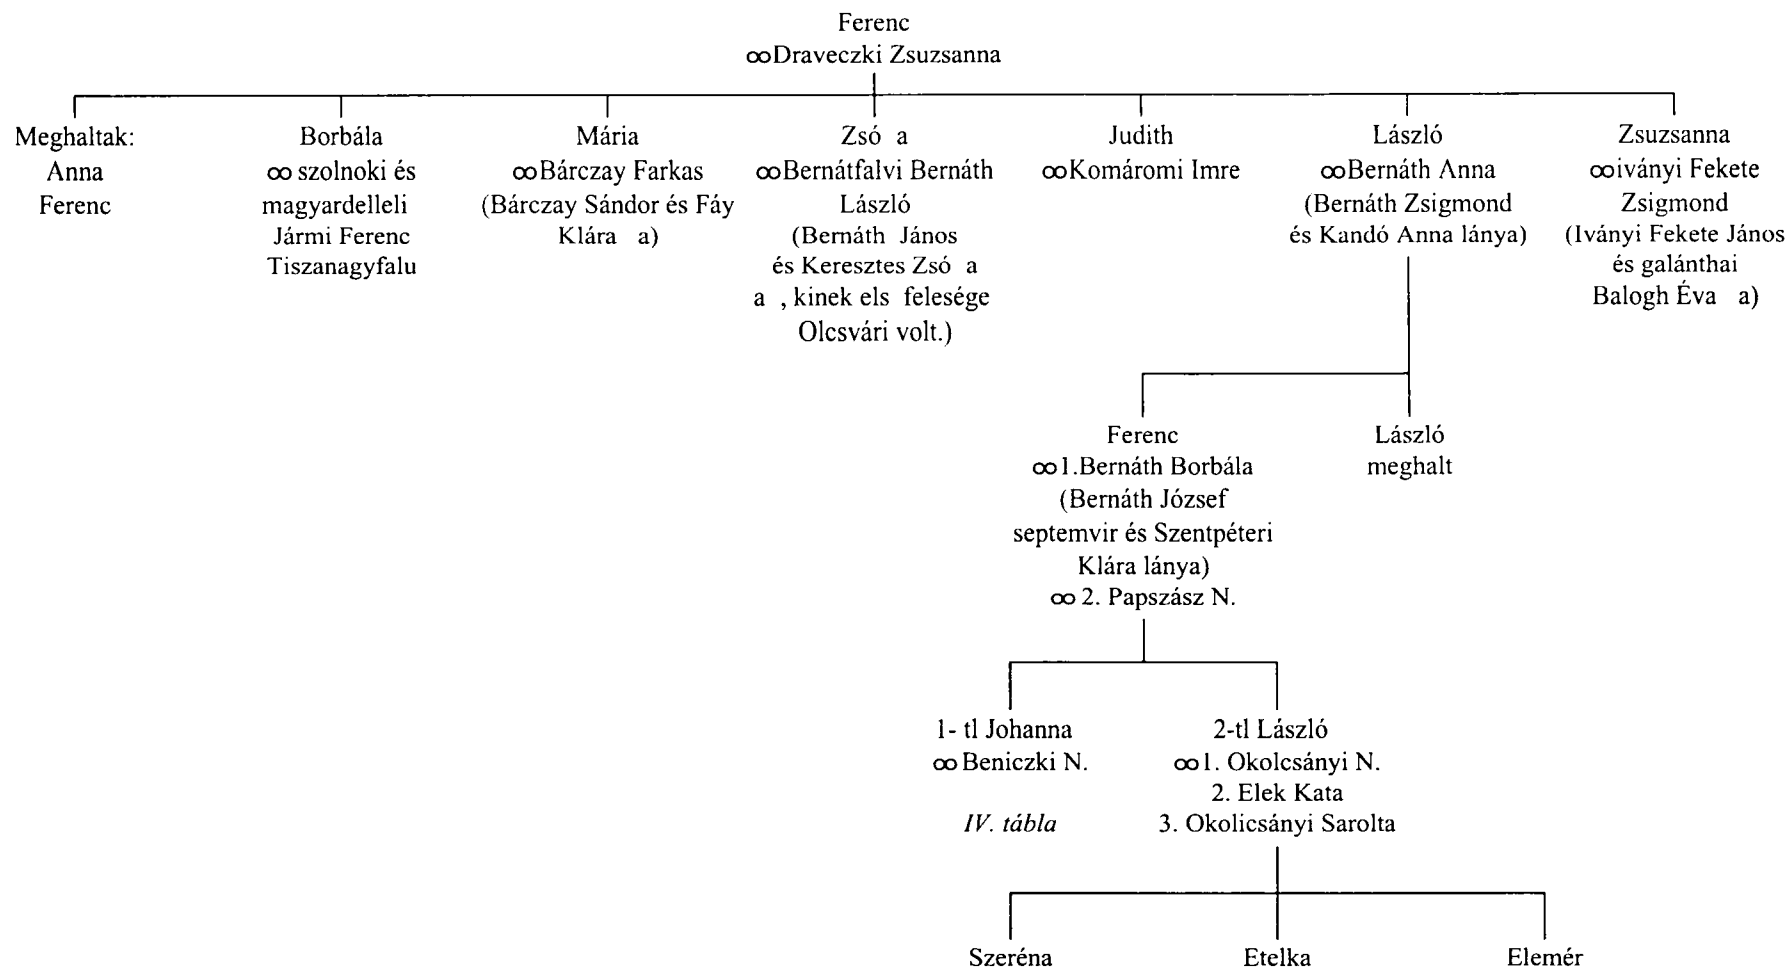 Ferenc
∞Draveczki Zsuzsanna
Meghaltak:
Anna
Ferenc
Borbála
∞ szolnoki és
magyardelleli
Jármi Ferenc
Tiszanagyfalu
Mária
∞Bárczay Farkas
(Bárczay Sándor és Fáy
Klára a)
Zsó a
∞Bernátfalvi Bernáth
László
(Bernáth János
és Keresztes Zsó a
a , kinek els felesége
Olcsvári volt.)
Judith
∞Komáromi Imre
László
∞Bernáth Anna
(Bernáth Zsigmond
és Kandó Anna lánya)
Zsuzsanna
∞iványi Fekete
Zsigmond
(Iványi Fekete János
és galánthai
Balogh Éva a)
Ferenc
∞1.Bernáth Borbála
(Bernáth József
septemvir és Szentpéteri
Klára lánya)
∞ 2. Papszász N.
László
meghalt
1- tl Johanna
∞Beniczki N.
IV. tábla
2-tl László
∞1. Okolcsányi N.
2. Elek Kata
3. Okolicsányi Sarolta
Szeréna
Etelka
Elemér